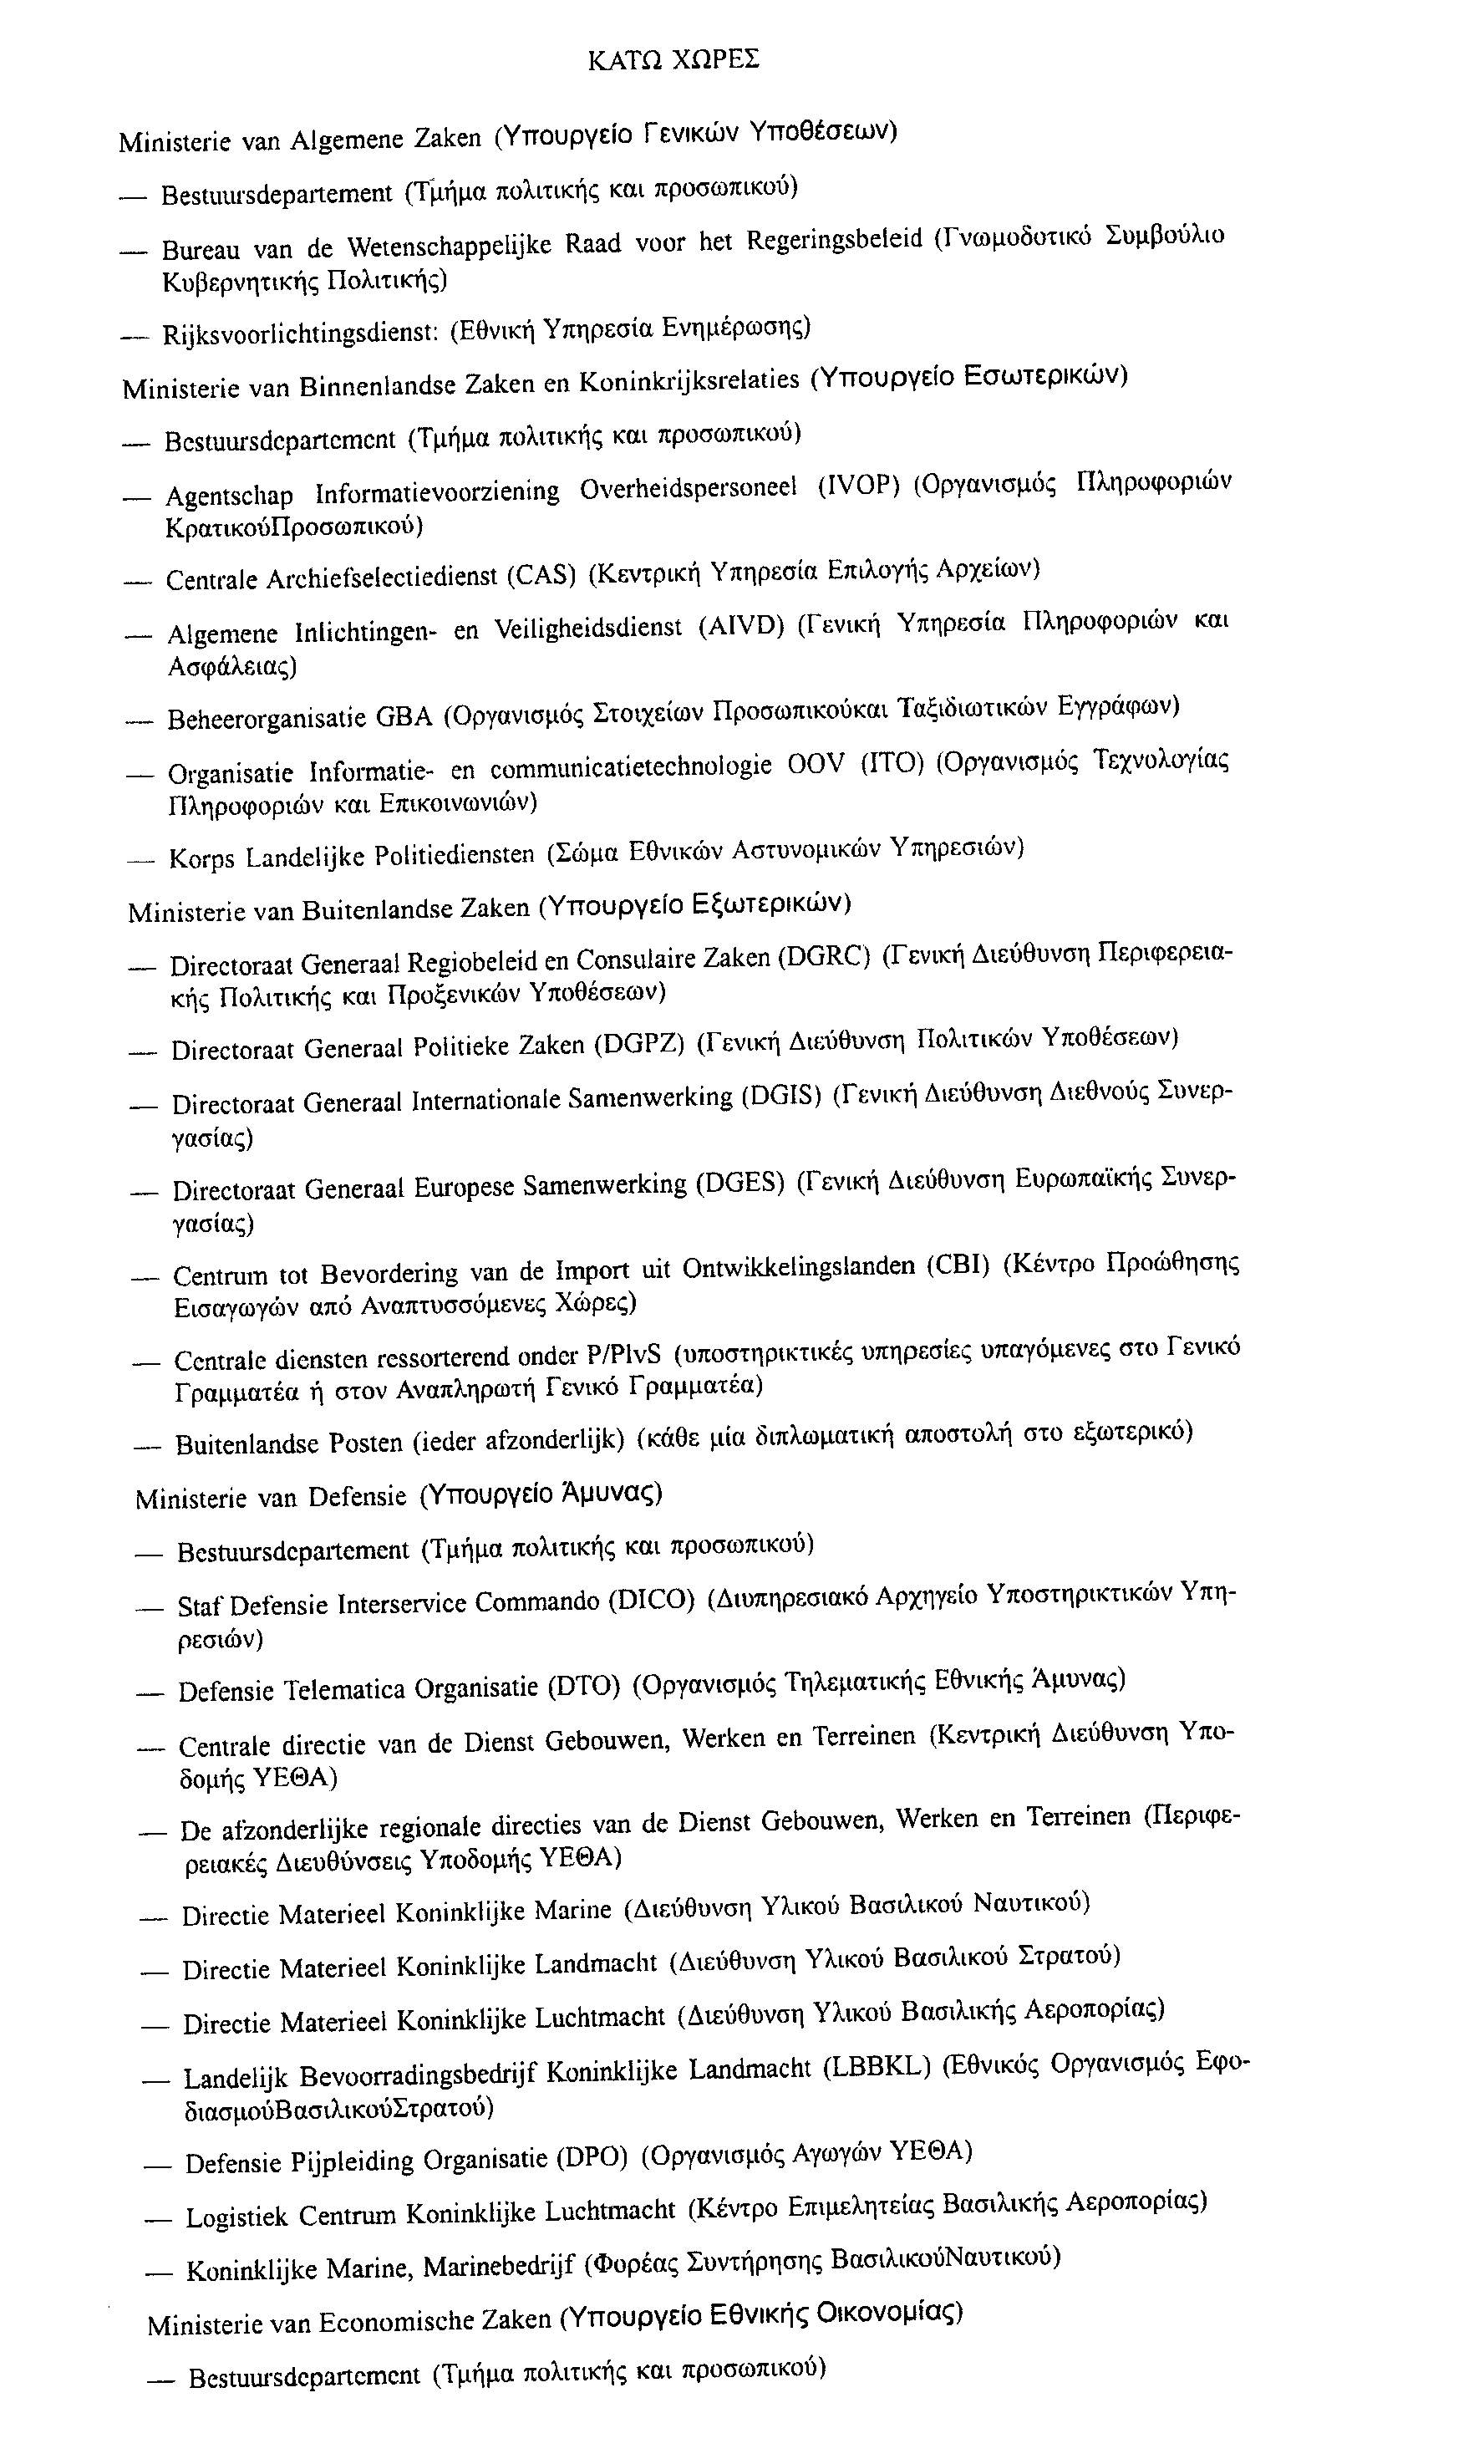 ΚΑΤΩ ΧΩΡΕΣ
Ministerie van Algemene Zaken (Υπουργείο Γενικών Υποθέσεων)
— Bestuursdepartement (Τμήμα πολιτικής και προσωπικού)
— Bureau van de Wetenschappelijke Raad voor het Regeringsbeleid (Γνωμοδοτικό Συμβούλιο
Κυβερνητικής Πολιτικής)
— Rijksvoorlichtingsdienst: (Εθνική Υπηρεσία Ενημέρωσης)
Ministerie van Binnenlandse Zaken en Koninkrijksrelaties (Υπουργείο Εσωτερικών)
— Bestuursdepartement (Τμήμα πολιτικής και προσωπικού)
— Agentschap Informatievoorziening Overheidspersoneel (IVOP) (Οργανισμός Πληροφοριών
ΚρατικούΠροσωπικού)
— Centrale Archiefselectiedienst (CAS) (Κεντρική Υπηρεσία Επιλογής Αρχείων)
— Algemene Inlichtingen- en Veiligheidsdienst (AIVD) (Γενική Υπηρεσία Πληροφοριών και
Ασφάλειας)
— Beheerorganisatie GBA (Οργανισμός Στοιχείων Προσωπικούκαι Ταξιδιωτικών Εγγράφων)
— Organisatie Informatie- en communicatietechnologie OOV (ITO) (Οργανισμός Τεχνολογίας
Πληροφοριών και Επικοινωνιών)
— Korps Landelijke Politiediensten (Σώμα Εθνικών Αστυνομικών Υπηρεσιών)
Ministerie van Buitenlandse Zaken (Υπουργείο Εξωτερικών)
— Directoraat Generaal Regiobeleid en Consulaire Zaken (DGRC) (Γενική Διεύθυνση Περιφερεια-
κής Πολιτικής και Προξενικών Υποθέσεων)
— Directoraat Generaal Politieke Zaken (DGPZ) (Γενική Διεύθυνση Πολιτικών Υποθέσεων)
— Directoraat Generaal Internationale Samenwerking (DGIS) (Γενική Διεύθυνση Διεθνούς Συνερ-
γασίας)
— Directoraat Generaal Europese Samenwerking (DGES) (Γενική Διεύθυνση Ευρωπαϊκής Συνερ-
γασίας)
— Centrum tot Bevordering van de Import uit Ontwikkelingslanden (CBI) (Κέντρο Προώθησης
Εισαγωγών από Αναπτυσσόμενες Χώρες)
— Centrale diensten ressorterend onder P/PlvS (υποστηρικτικές υπηρεσίες υπαγόμενες στο Γενικό
Γραμματέα ή στον Αναπληρωτή Γενικό Γραμματέα)
— Buitenlandse Posten (ieder afzonderlijk) (κάθε μία διπλωματική αποστολή στο εξωτερικό)
Ministerie van Defensie (Υπουργείο Άμυνας)
— Bestuursdepartement (Τμήμα πολιτικής και προσωπικού)
— Staf Defensie Interservice Commando (DICO) (Διυπηρεσιακό Αρχηγείο Υποστηρικτικών Υπη-
ρεσιών)
— Defensie Telematica Organisatie (DTO) (Οργανισμός Τηλεματικής Εθνικής Άμυνας)
— Centrale directie van de Dienst Gebouwen, Werken en Terreinen (Κεντρική Διεύθυνση Υπο-
δομής ΥΕΘΑ)
— De afzonderlijke regionale directies van de Dienst Gebouwen, Werken en Terreinen (Περιφε-
ρειακές Διευθύνσεις Υποδομής ΥΕΘΑ)
— Directie Materieel Koninklijke Marine (Διεύθυνση Υλικού Βασιλικού Ναυτικού)
— Directie Materieel Koninklijke Landmacht (Διεύθυνση Υλικού Βασιλικού Στρατού)
— Directie Materieel Koninklijke Luchtmacht (Διεύθυνση Υλικού Βασιλικής Αεροπορίας)
— Landelijk Bevoorradingsbedrijf Koninklijke Landmacht (LBBKL) (Εθνικός Οργανισμός Εφο-
διασμούΒασιλικούΣτρατού)
— Defensie Pijpleiding Organisatie (DPO) (Οργανισμός Αγωγών ΥΕΘΑ)
— Logistiek Centrum Koninklijke Luchtmacht (Κέντρο Επιμελητείας Βασιλικής Αεροπορίας)
— Koninklijke Marine, Marinebedrijf (Φορέας Συντήρησης ΒασιλικούΝαυτικού)
Ministerie van Economische Zaken (Υπουργείο Εθνικής Οικονομίας)
— Bestuursdepartement (Τμήμα πολιτικής και προσωπικού)